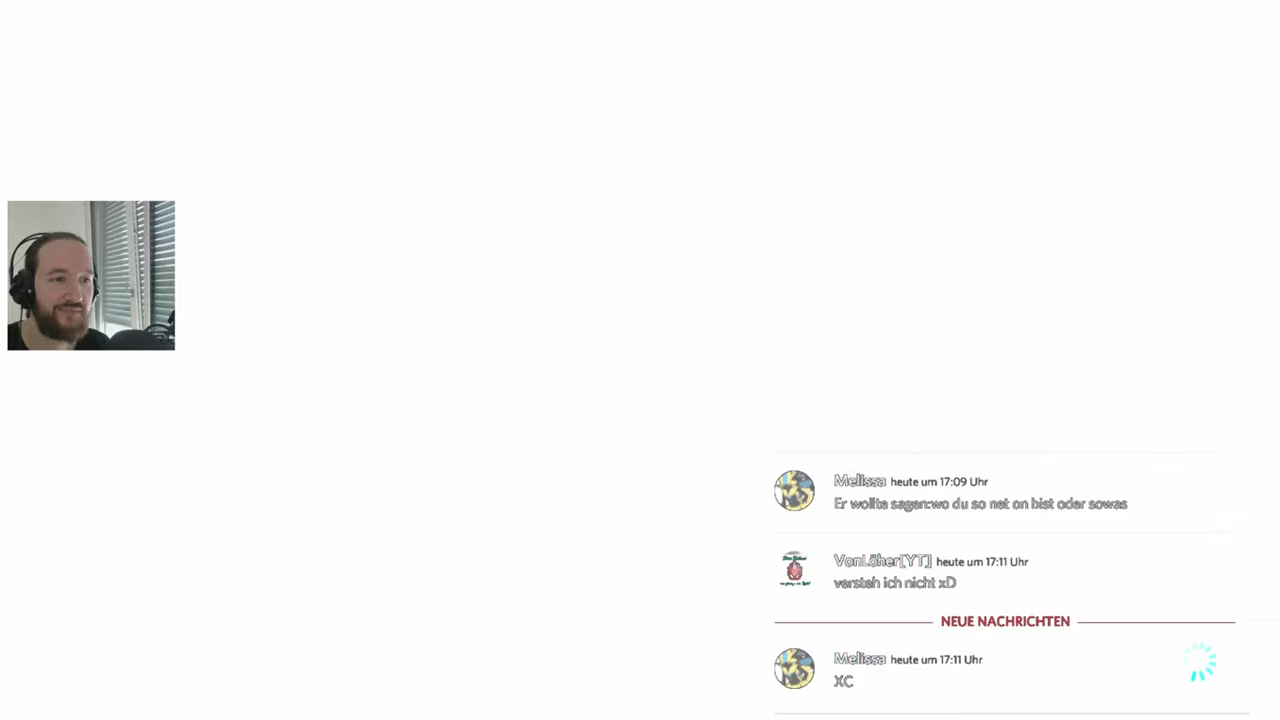 Melissa heute um 17:09 Uhr
Er wollte sagen:wo du so net on bist oder sowas
VonLöher[YT] heute um 17:11 Uhr
versteh ich nicht xD
NEUE NACHRICHTEN
Melissa heute um 17:11 Uhr
XC